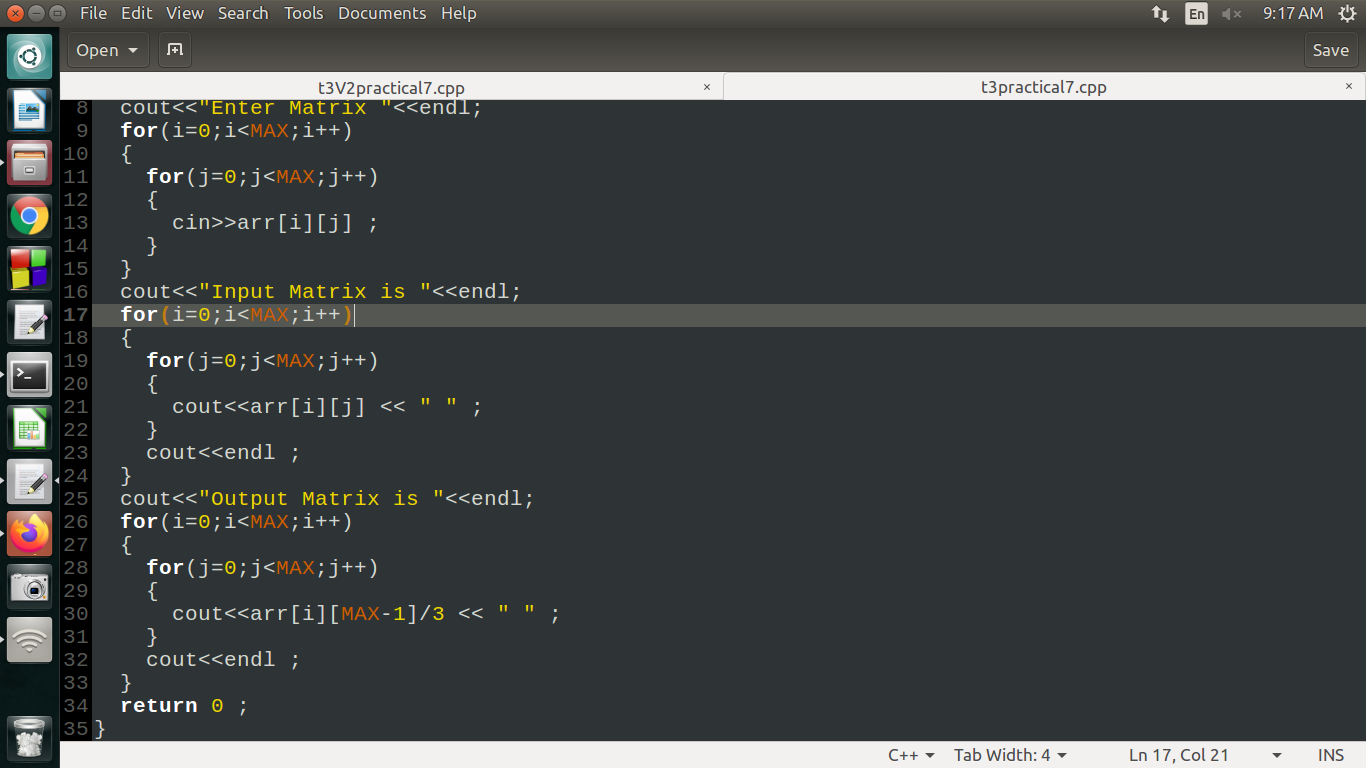 File Edit View Search Tools Documents Help En 9:17 AM
Open Save
t3V2practical7.cpp × t3practical7.cpp ×
8 cout<<"Enter Matrix "<<endl;
9 for(i=0;i<MAX;i++)
10 {
11 for(j=0;j<MAX;j++)
12 {
13 cin>>arr[i][j] ;
14 }
15 }
16 cout<<"Input Matrix is "<<endl;
17 for(i=0;i<MAX;i++)
18 {
19 for(j=0;j<MAX;j++)
20 {
21 cout<<arr[i][j] << " " ;
22 }
23 cout<<endl ;
24 }
25 cout<<"Output Matrix is "<<endl;
26 for(i=0;i<MAX;i++)
27 {
28 for(j=0;j<MAX;j++)
29 {
30 cout<<arr[i][MAX-1]/3 << " " ;
31 }
32 cout<<endl ;
33 }
34 return 0 ;
35 }
C++ Tab Width: 4 Ln 17, Col 21 INS